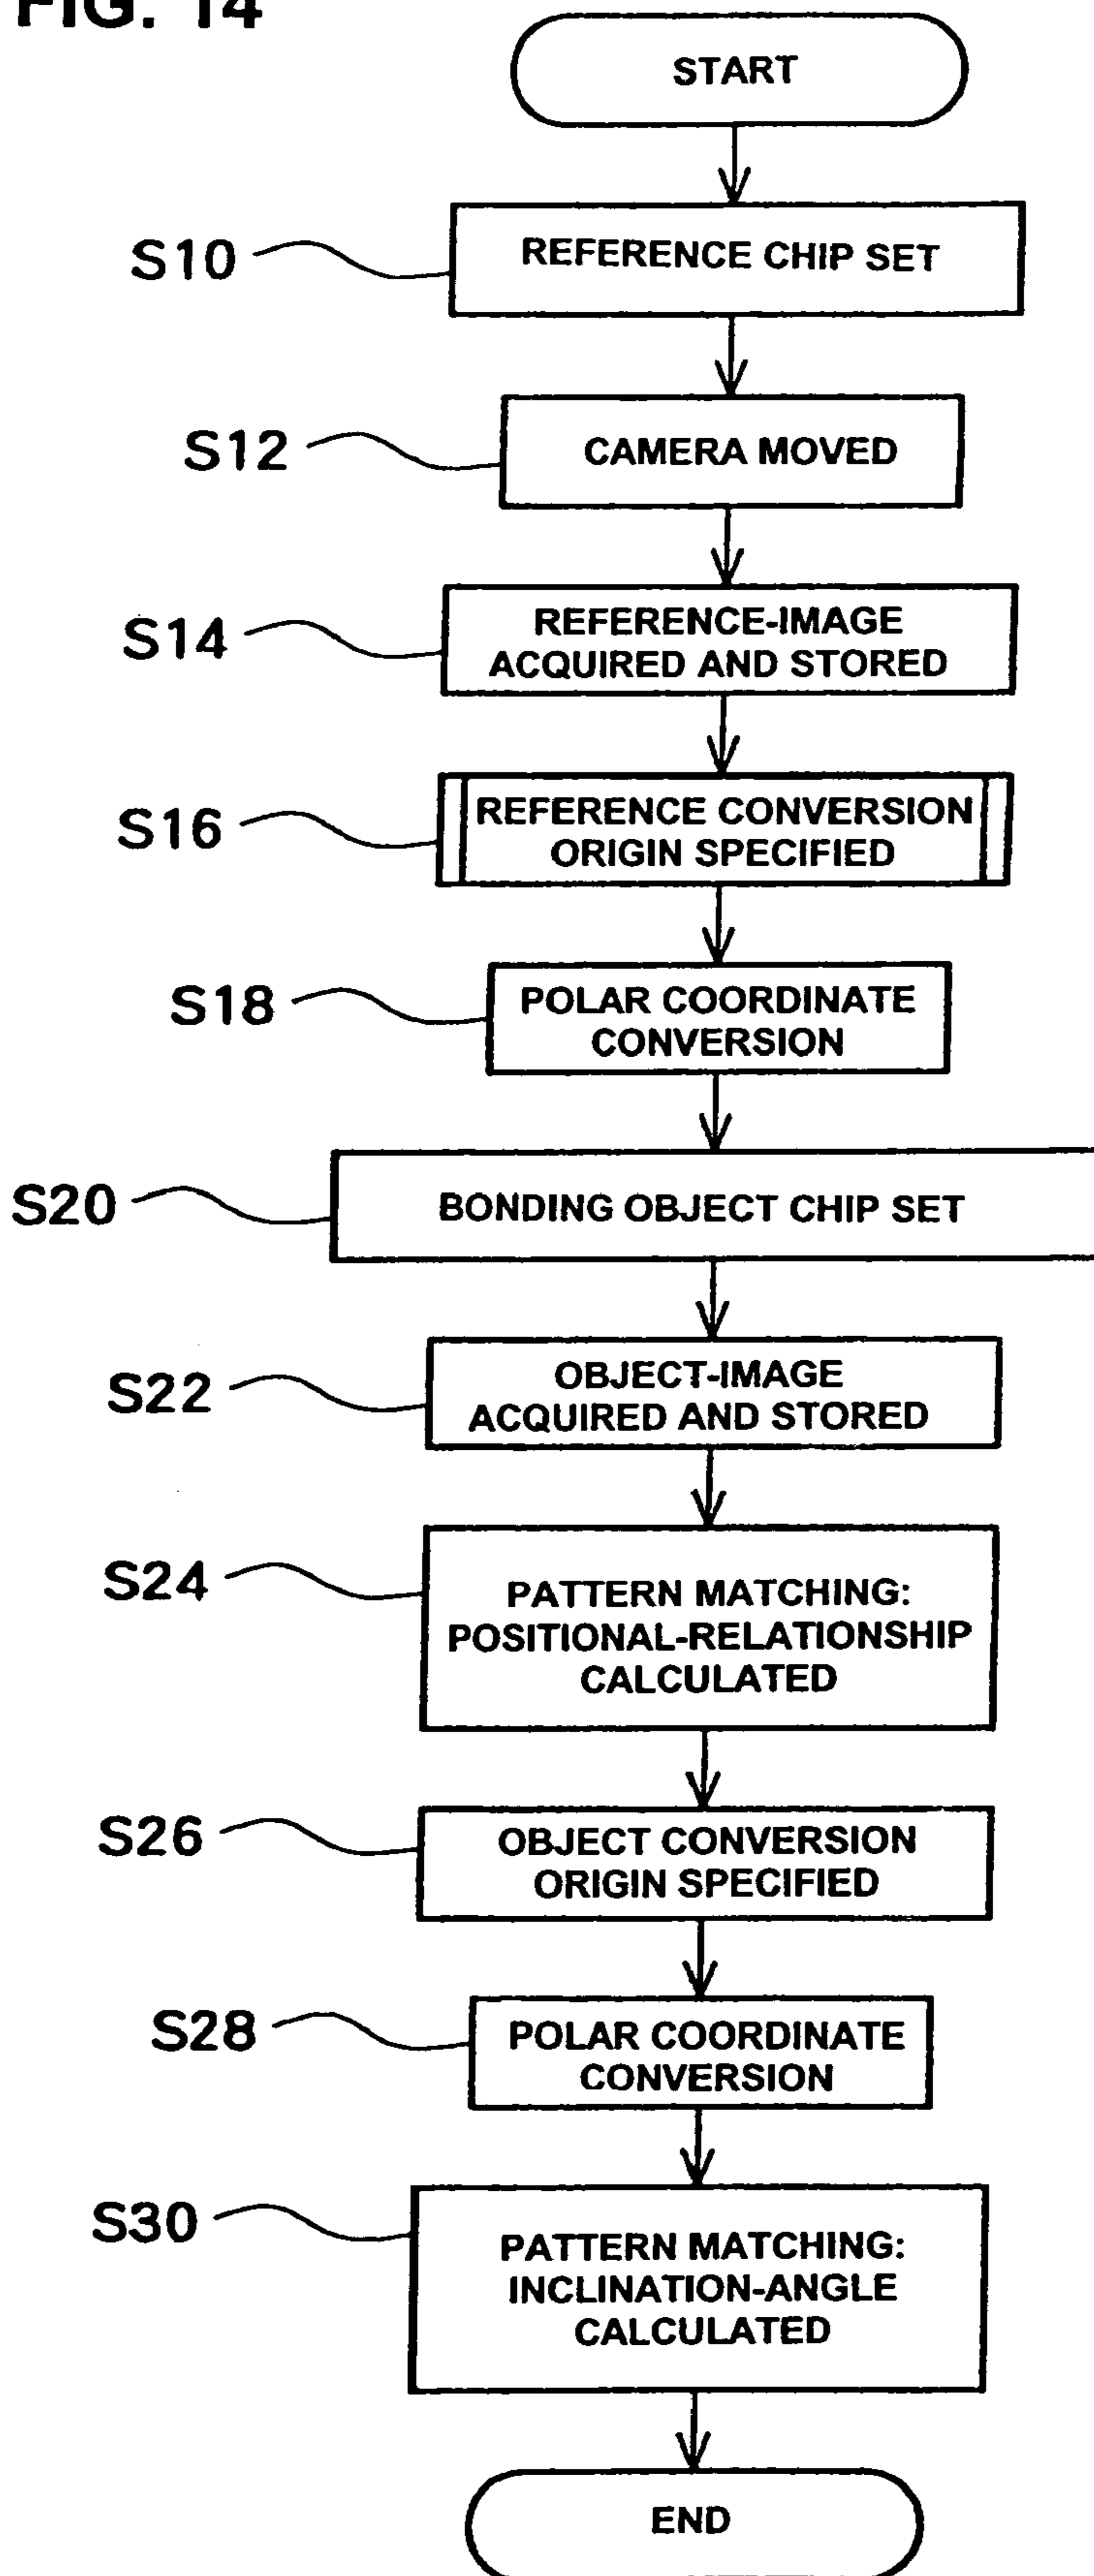 FIG. 14
START
S10
REFERENCE CHIP SET
S12
CAMERA MOVED
S14
REFERENCE-IMAGE
ACQUIRED AND STORED
S16
REFERENCE CONVERSION
ORIGIN SPECIFIED
S18
POLAR COORDINATE
CONVERSION
S20
BONDING OBJECT CHIP SET
S22
OBJECT-IMAGE
ACQUIRED AND STORED
S24
PATTERN MATCHING:
POSITIONAL-RELATIONSHIP
CALCULATED
S26
OBJECT CONVERSION
ORIGIN SPECIFIED
S28
POLAR COORDINATE
CONVERSION
S30
PATTERN MATCHING:
INCLINATION-ANGLE
CALCULATED
END